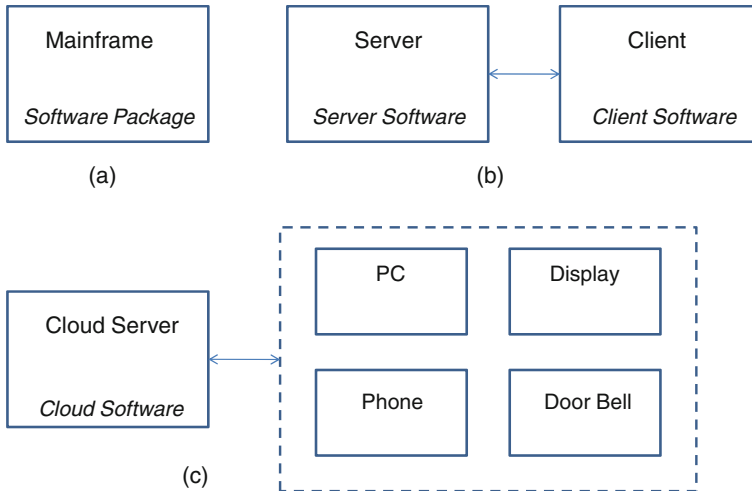 Mainframe
Software Package
(a)
Server
Server Software
Client
Client Software
(b)
Cloud Server
Cloud Software
PC
Display
Phone
Door Bell
(c)